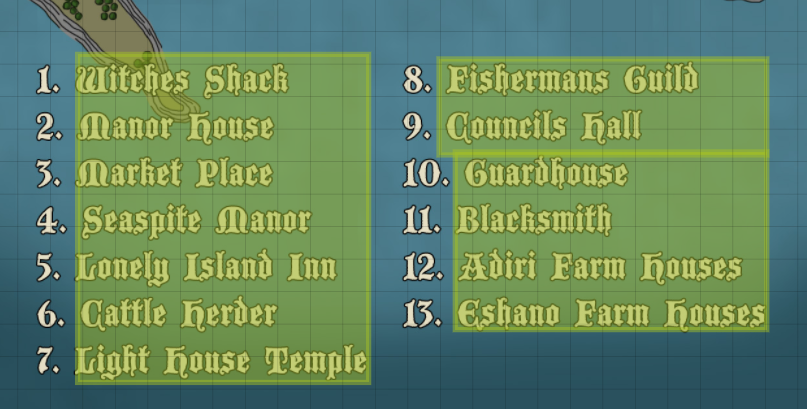 1. Witches Shack
2. Manor House
3. Market Place
4. Seaspite Manor
5. Lonely Island Inn
6. Cattle Herder
7. Light House Temple
8. Fishermans Guild
9. Councils Hall
10. Guardhouse
11. Blacksmith
12. Adiri Farm Houses
13. Eshano Farm Houses